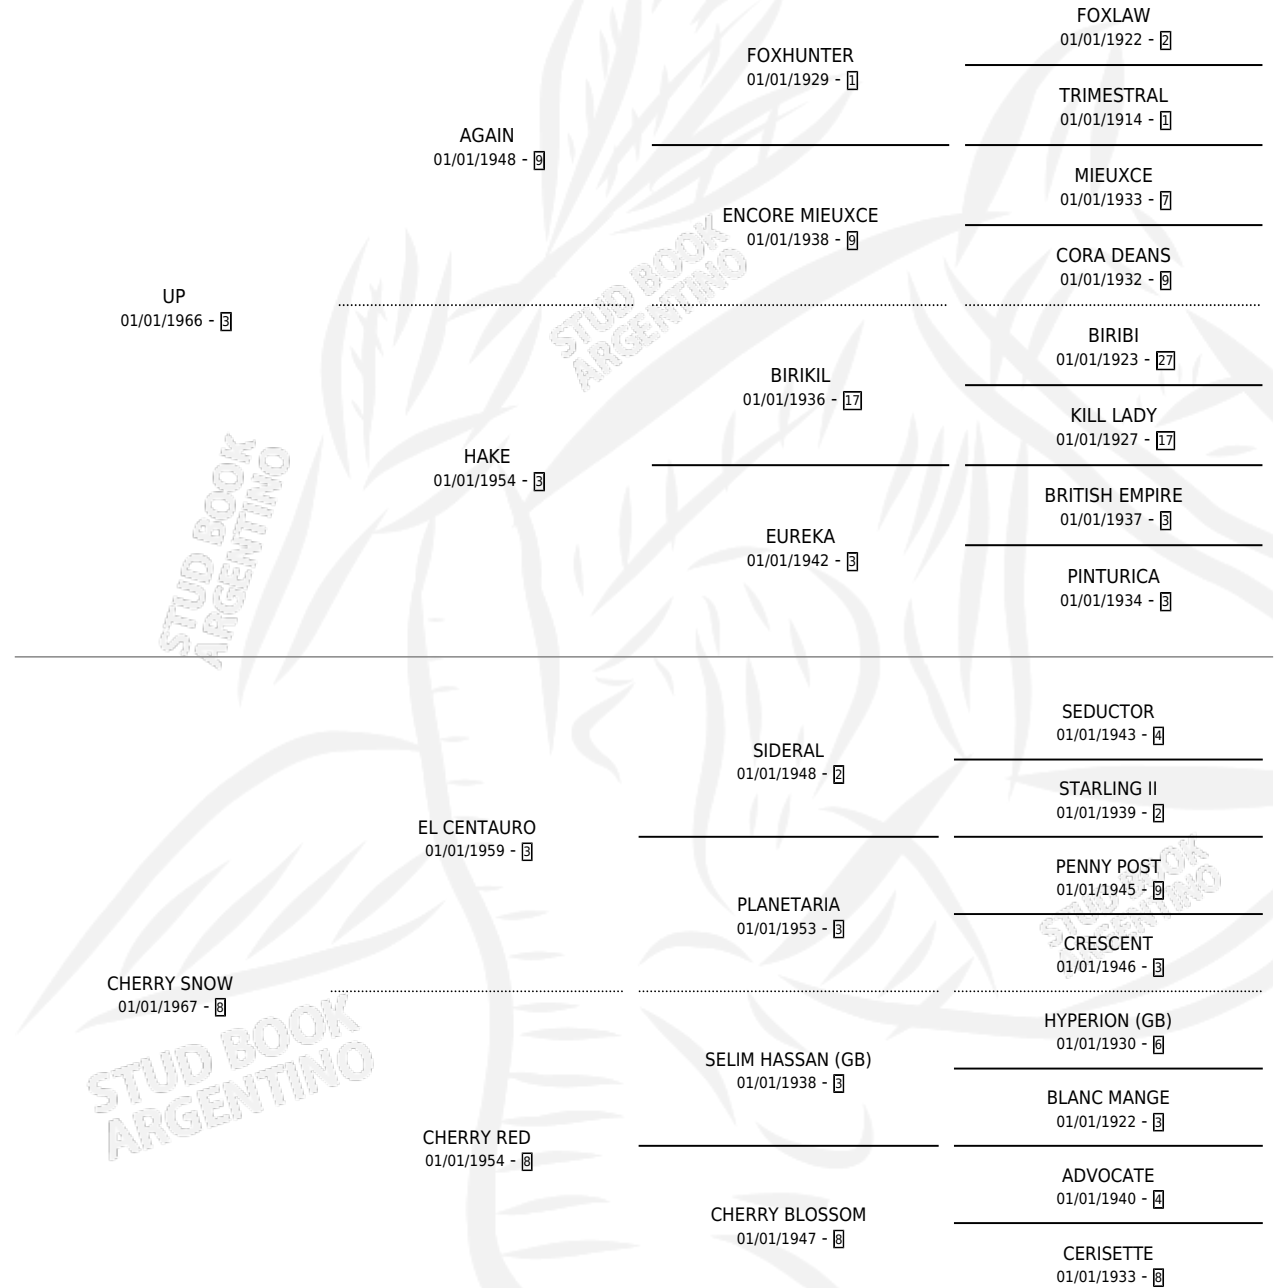 FOXLAW
01/01/1922 - 2
FOXHUNTER
01/01/1929 - 1
TRIMESTRAL
01/01/1914 - 1
AGAIN
01/01/1948 - 9
MIEUXCE
01/01/1933 - 7
ENCORE MIEUXCE
01/01/1938 - 9
CORA DEANS
01/01/1932 - 9
UP
01/01/1966 - 3
BIRIBI
01/01/1923 - 27
BIRIKIL
01/01/1936 - 17
KILL LADY
01/01/1927 - 17
HAKE
01/01/1954 - 3
BRITISH EMPIRE
01/01/1937 - 3
EUREKA
01/01/1942 - 3
PINTURICA
01/01/1934 - 3
STUD BOOK
ARGENTINO
STUD BOOK
ARGENTINO
SEDUCTOR
01/01/1943 - 4
SIDERAL
01/01/1948 - 2
STARLING II
01/01/1939 - 2
EL CENTAURO
01/01/1959 - 3
PENNY POST
01/01/1945 - 9
PLANETARIA
01/01/1953 - 3
CRESCENT
01/01/1946 - 3
CHERRY SNOW
01/01/1967 - 8
HYPERION (GB)
01/01/1930 - 6
SELIM HASSAN (GB)
01/01/1938 - 3
BLANC MANGE
01/01/1922 - 3
CHERRY RED
01/01/1954 - 8
ADVOCATE
01/01/1940 - 4
CHERRY BLOSSOM
01/01/1947 - 8
CERISETTE
01/01/1933 - 8
STUD BOOK
ARGENTINO
STUD BOOK
ARGENTINO